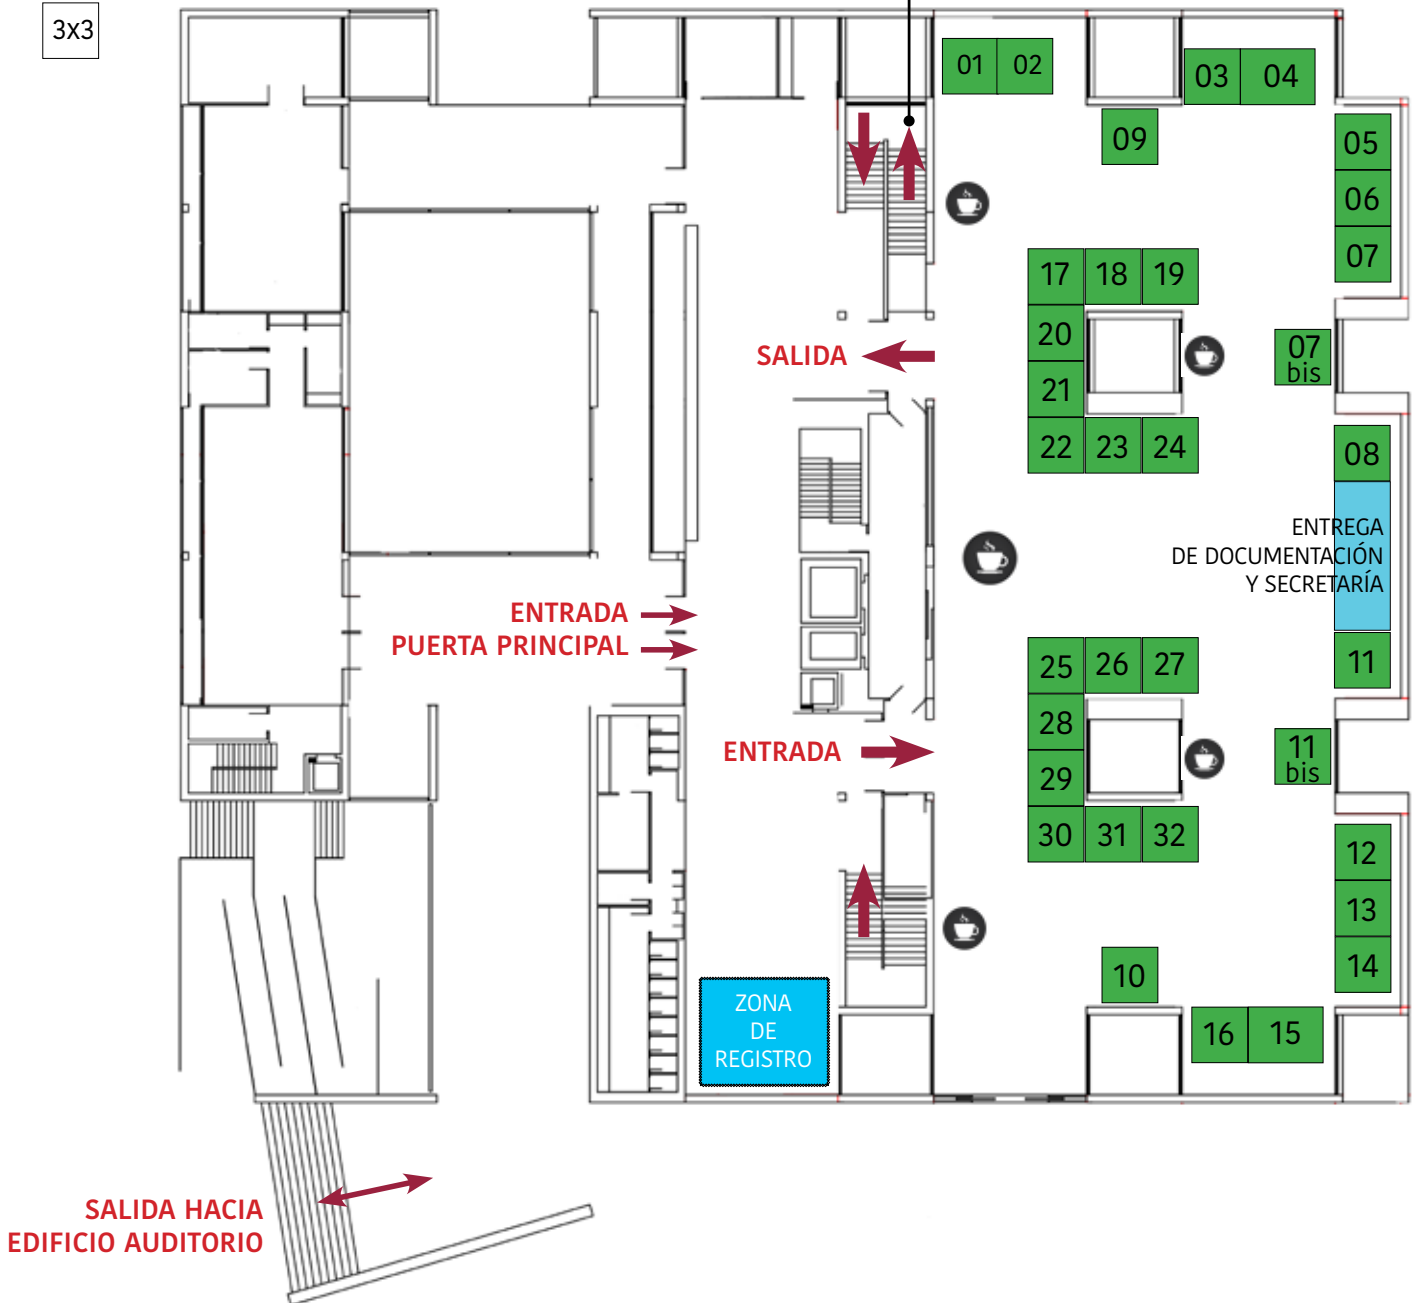 3x3
01
02
03
04
09
05
06
07
17
18
19
20
SALIDA
07
bis
21
22
23
24
08
ENTREGA
DE DOCUMENTACIÓN
Y SECRETARÍA
ENTRADA
PUERTA PRINCIPAL
25
26
27
11
28
ENTRADA
11
bis
29
30
31
32
12
13
14
10
ZONA
DE
REGISTRO
16
15
SALIDA HACIA
EDIFICIO AUDITORIO